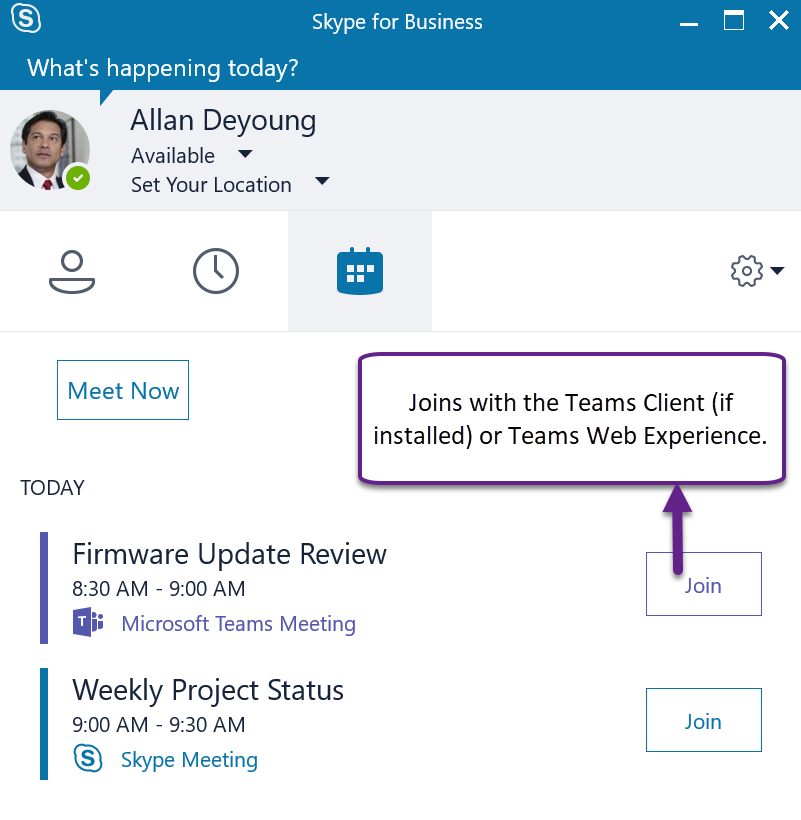 Skype for Business
What's happening today?
Allan Deyoung
Available
Set Your Location
Meet Now
Joins with the Teams Client (if
installed) or Teams Web Experience.
TODAY
Firmware Update Review
8:30 AM - 9:00 AM
Join
Microsoft Teams Meeting
Weekly Project Status
9:00 AM - 9:30 AM
Join
Skype Meeting